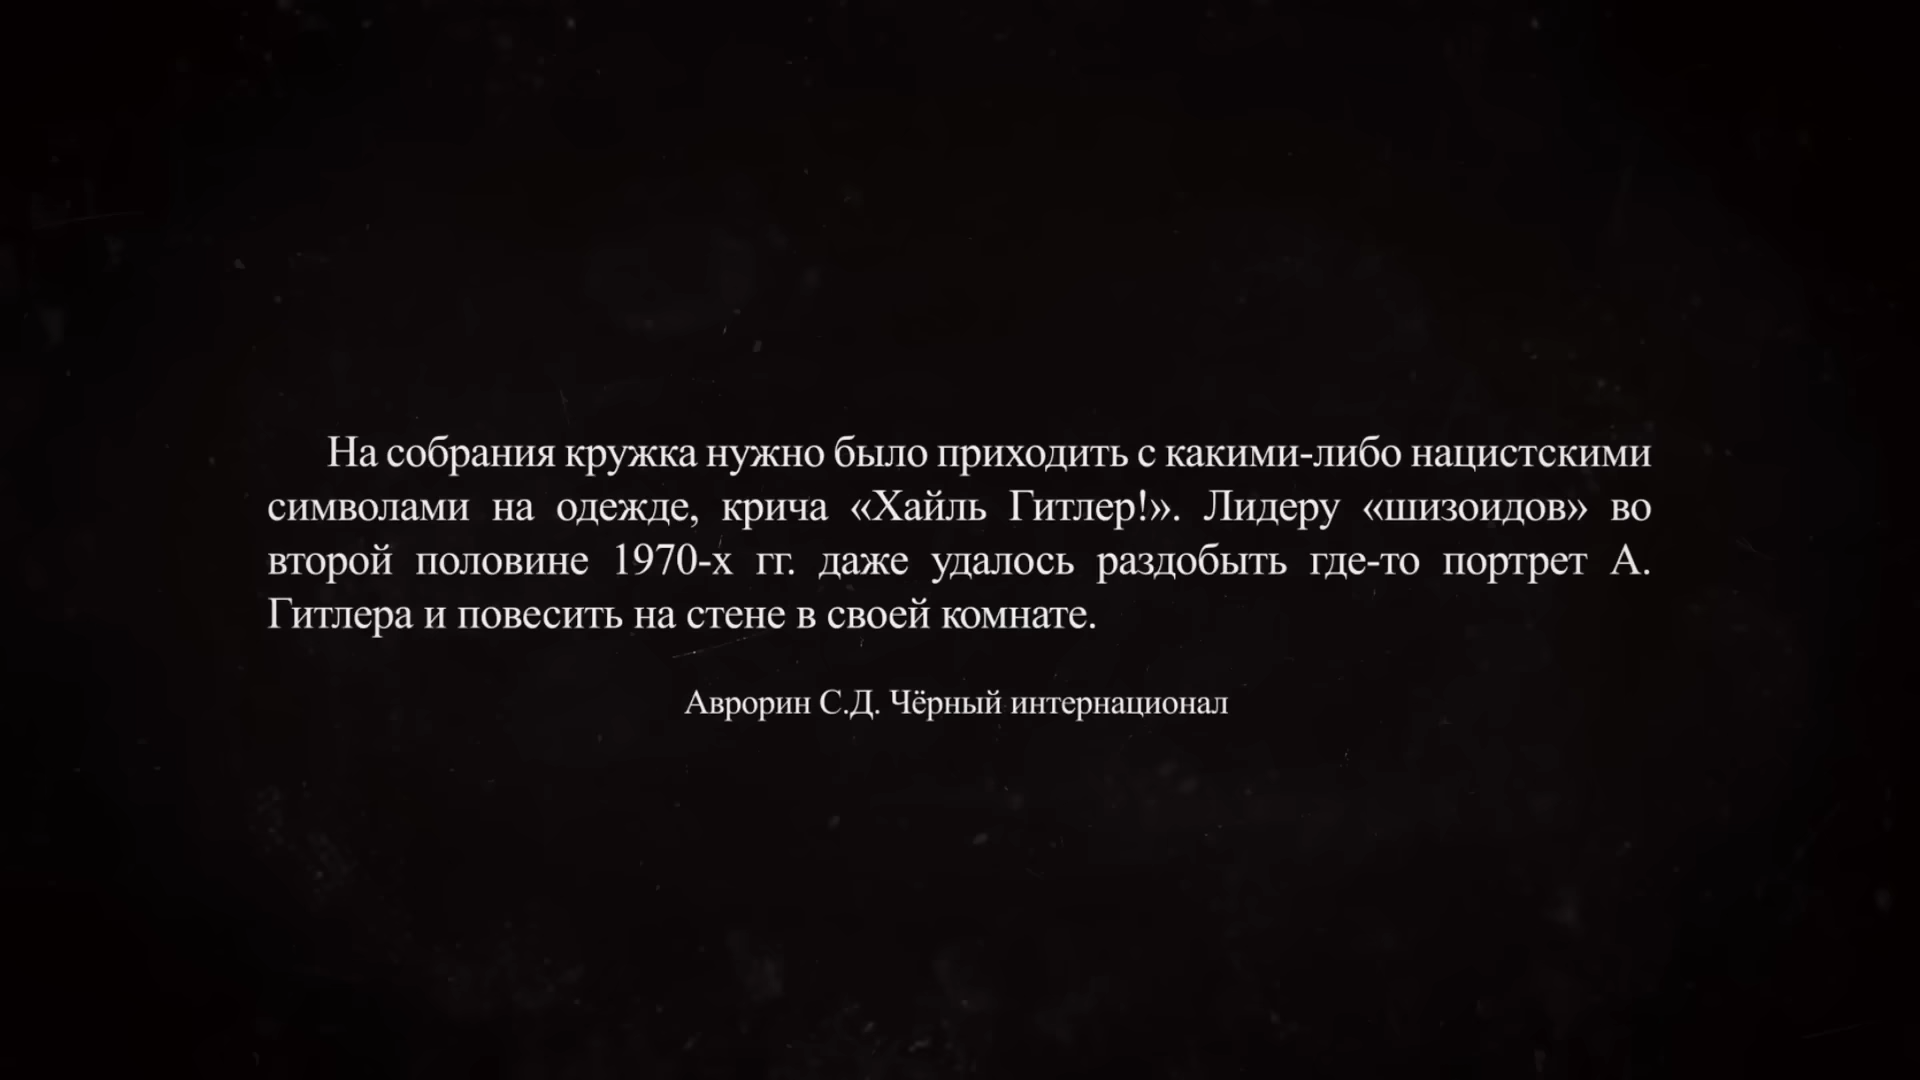 На собрания кружка нужно было приходить с какими-либо нацистскими
символами на одежде, крича «Хайль Гитлер!». Лидеру «шизоидов» во
второй половине 1970-х гг. даже удалось раздобыть где-то портрет А.
Гитлера и повесить на стене в своей комнате.
Аврорин С.Д. Чёрный интернационал